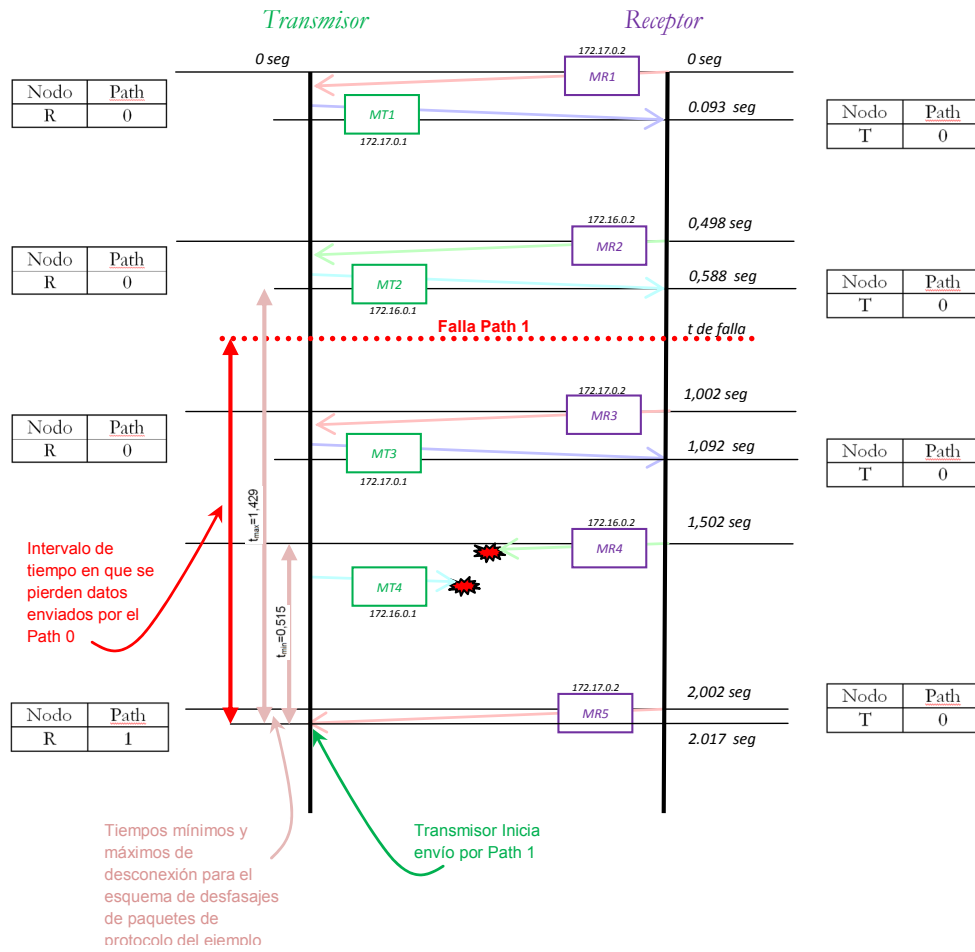 Transmisor
Receptor
0 seg
172.17.0.2
MR1
0 seg
Nodo Path
R 0
MT1
172.17.0.1
0.093 seg
Nodo Path
T 0
172.16.0.2
MR2
0,498 seg
Nodo Path
R 0
MT2
172.16.0.1
0,588 seg
Nodo Path
T 0
Falla Path 1
t de falla
172.17.0.2
MR3
1,002 seg
Nodo Path
R 0
MT3
172.17.0.1
1,092 seg
Nodo Path
T 0
tmax=1,429
172.16.0.2
MR4
1,502 seg
Intervalo de
tiempo en que se
pierden datos
enviados por el
Path 0
MT4
172.16.0.1
tmin=0,515
172.17.0.2
MR5
2,002 seg
2.017 seg
Nodo Path
R 1
Nodo Path
T 0
Tiempos mínimos y
máximos de
desconexión para el
esquema de desfasajes
de paquetes de
protocolo del ejemplo
Transmisor Inicia
envío por Path 1